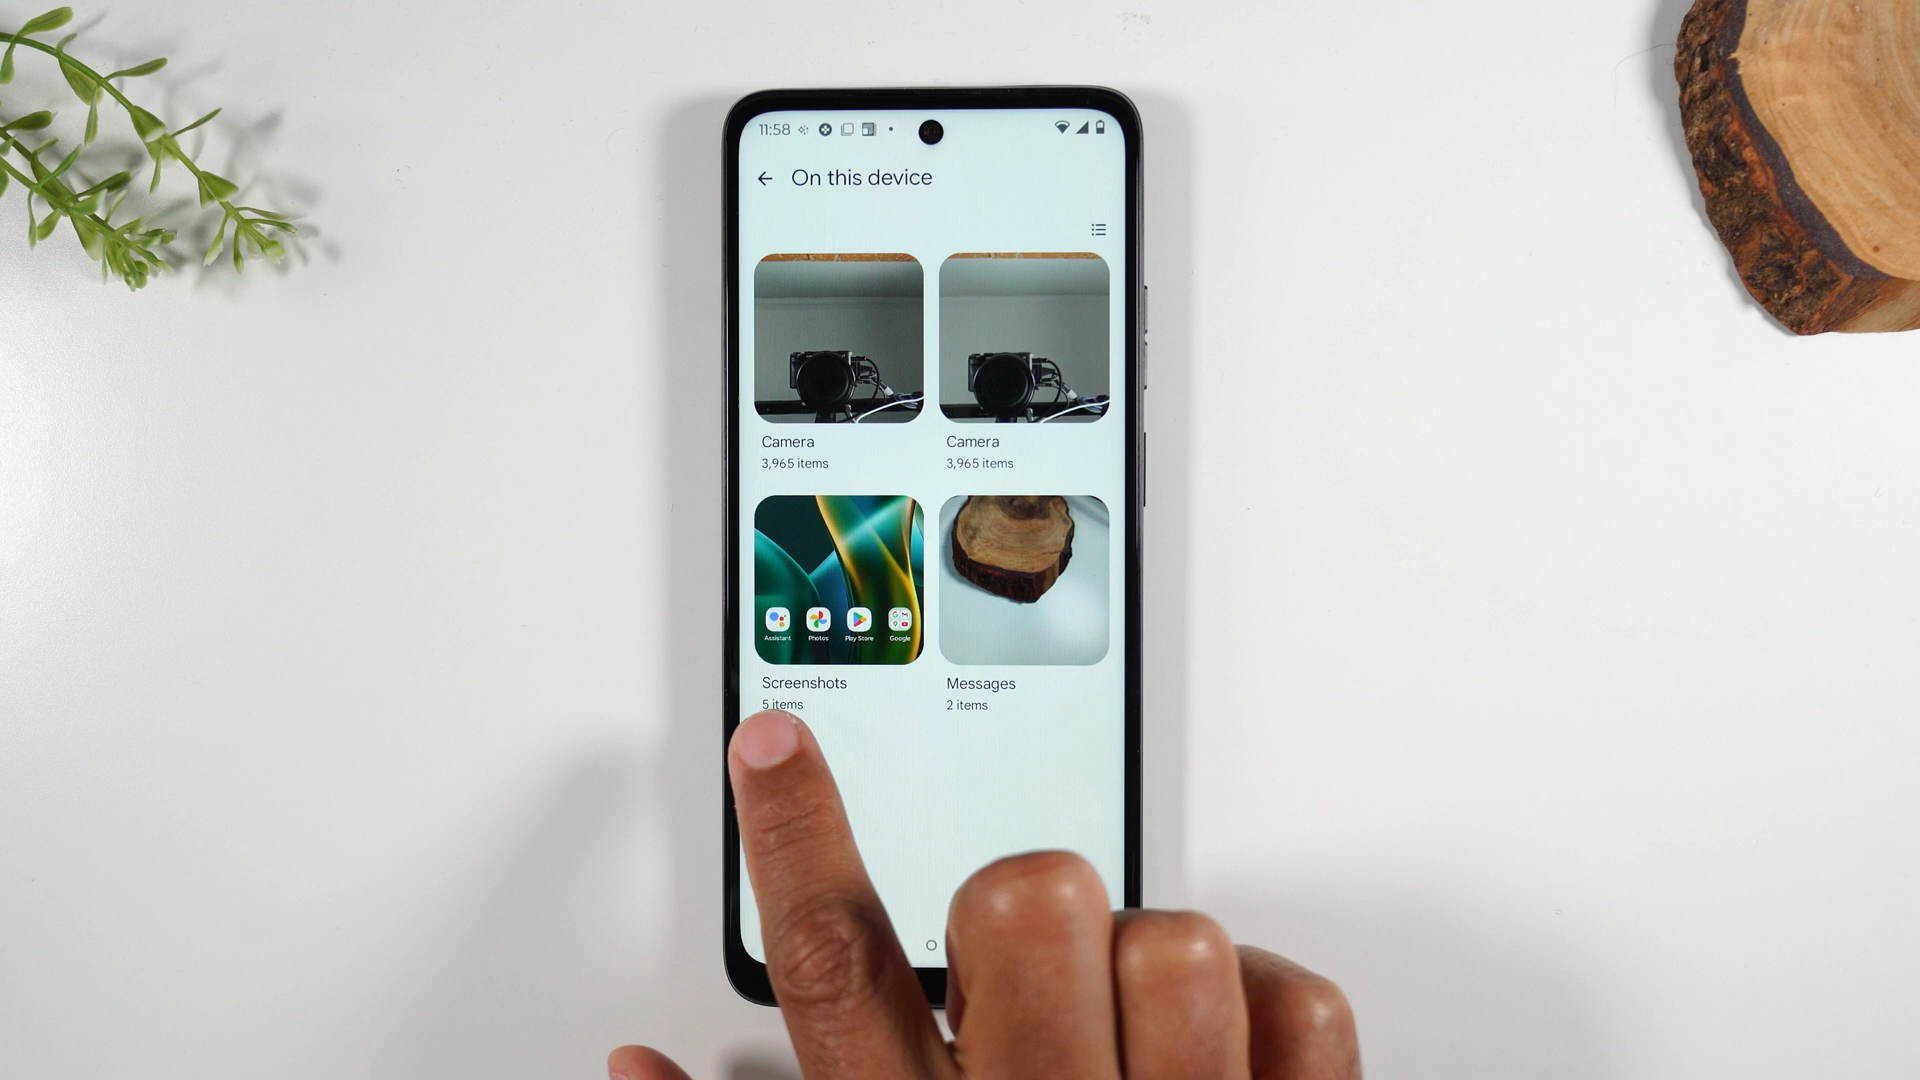 11:58
On this device
Camera
3,965 items
Camera
3,965 items
Assistant
Photos
Play Store
Google
Screenshots
5 items
Messages
2 items